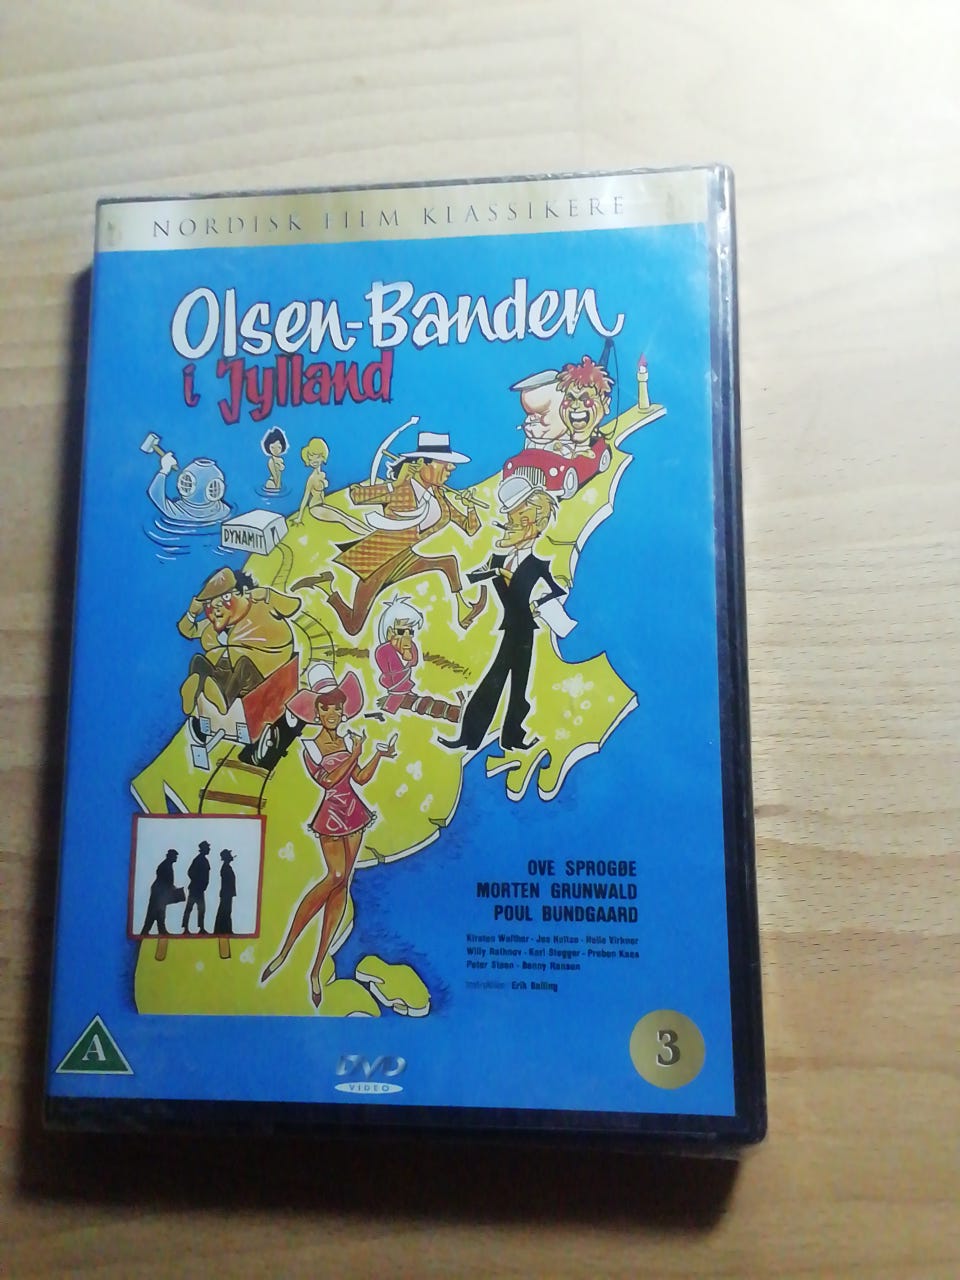 NORDISK FILM KLASSIKERE
Olsen-Banden
i Jylland
DYNAMIT
OVE SPROGØE
MORTEN GRUNWALD
POUL BUNDGAARD
Kirsten Walther · Jes Holtsø · Helle Virkner
Willy Rathnov · Karl Stegger · Preben Kaas
Peter Steen · Benny Hansen
Instruktion: Erik Balling
A
DVD
VIDEO
3